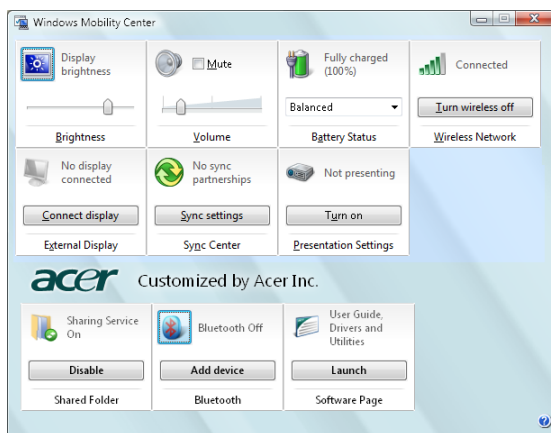 Windows Mobility Center
Display
brightness
Brightness
Mute
Volume
Fully charged
(100%)
Balanced
Battery Status
Connected
Turn wireless off
Wireless Network
No display
connected
Connect display
External Display
No sync
partnerships
Sync settings
Sync Center
Not presenting
Turn on
Presentation Settings
acer Customized by Acer Inc.
Sharing Service
On
Disable
Shared Folder
Bluetooth Off
Add device
Bluetooth
User Guide,
Drivers and
Utilities
Launch
Software Page
?